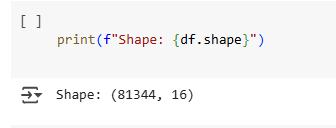 [ ]
print(f"Shape: {df.shape}")
Shape: (81344, 16)